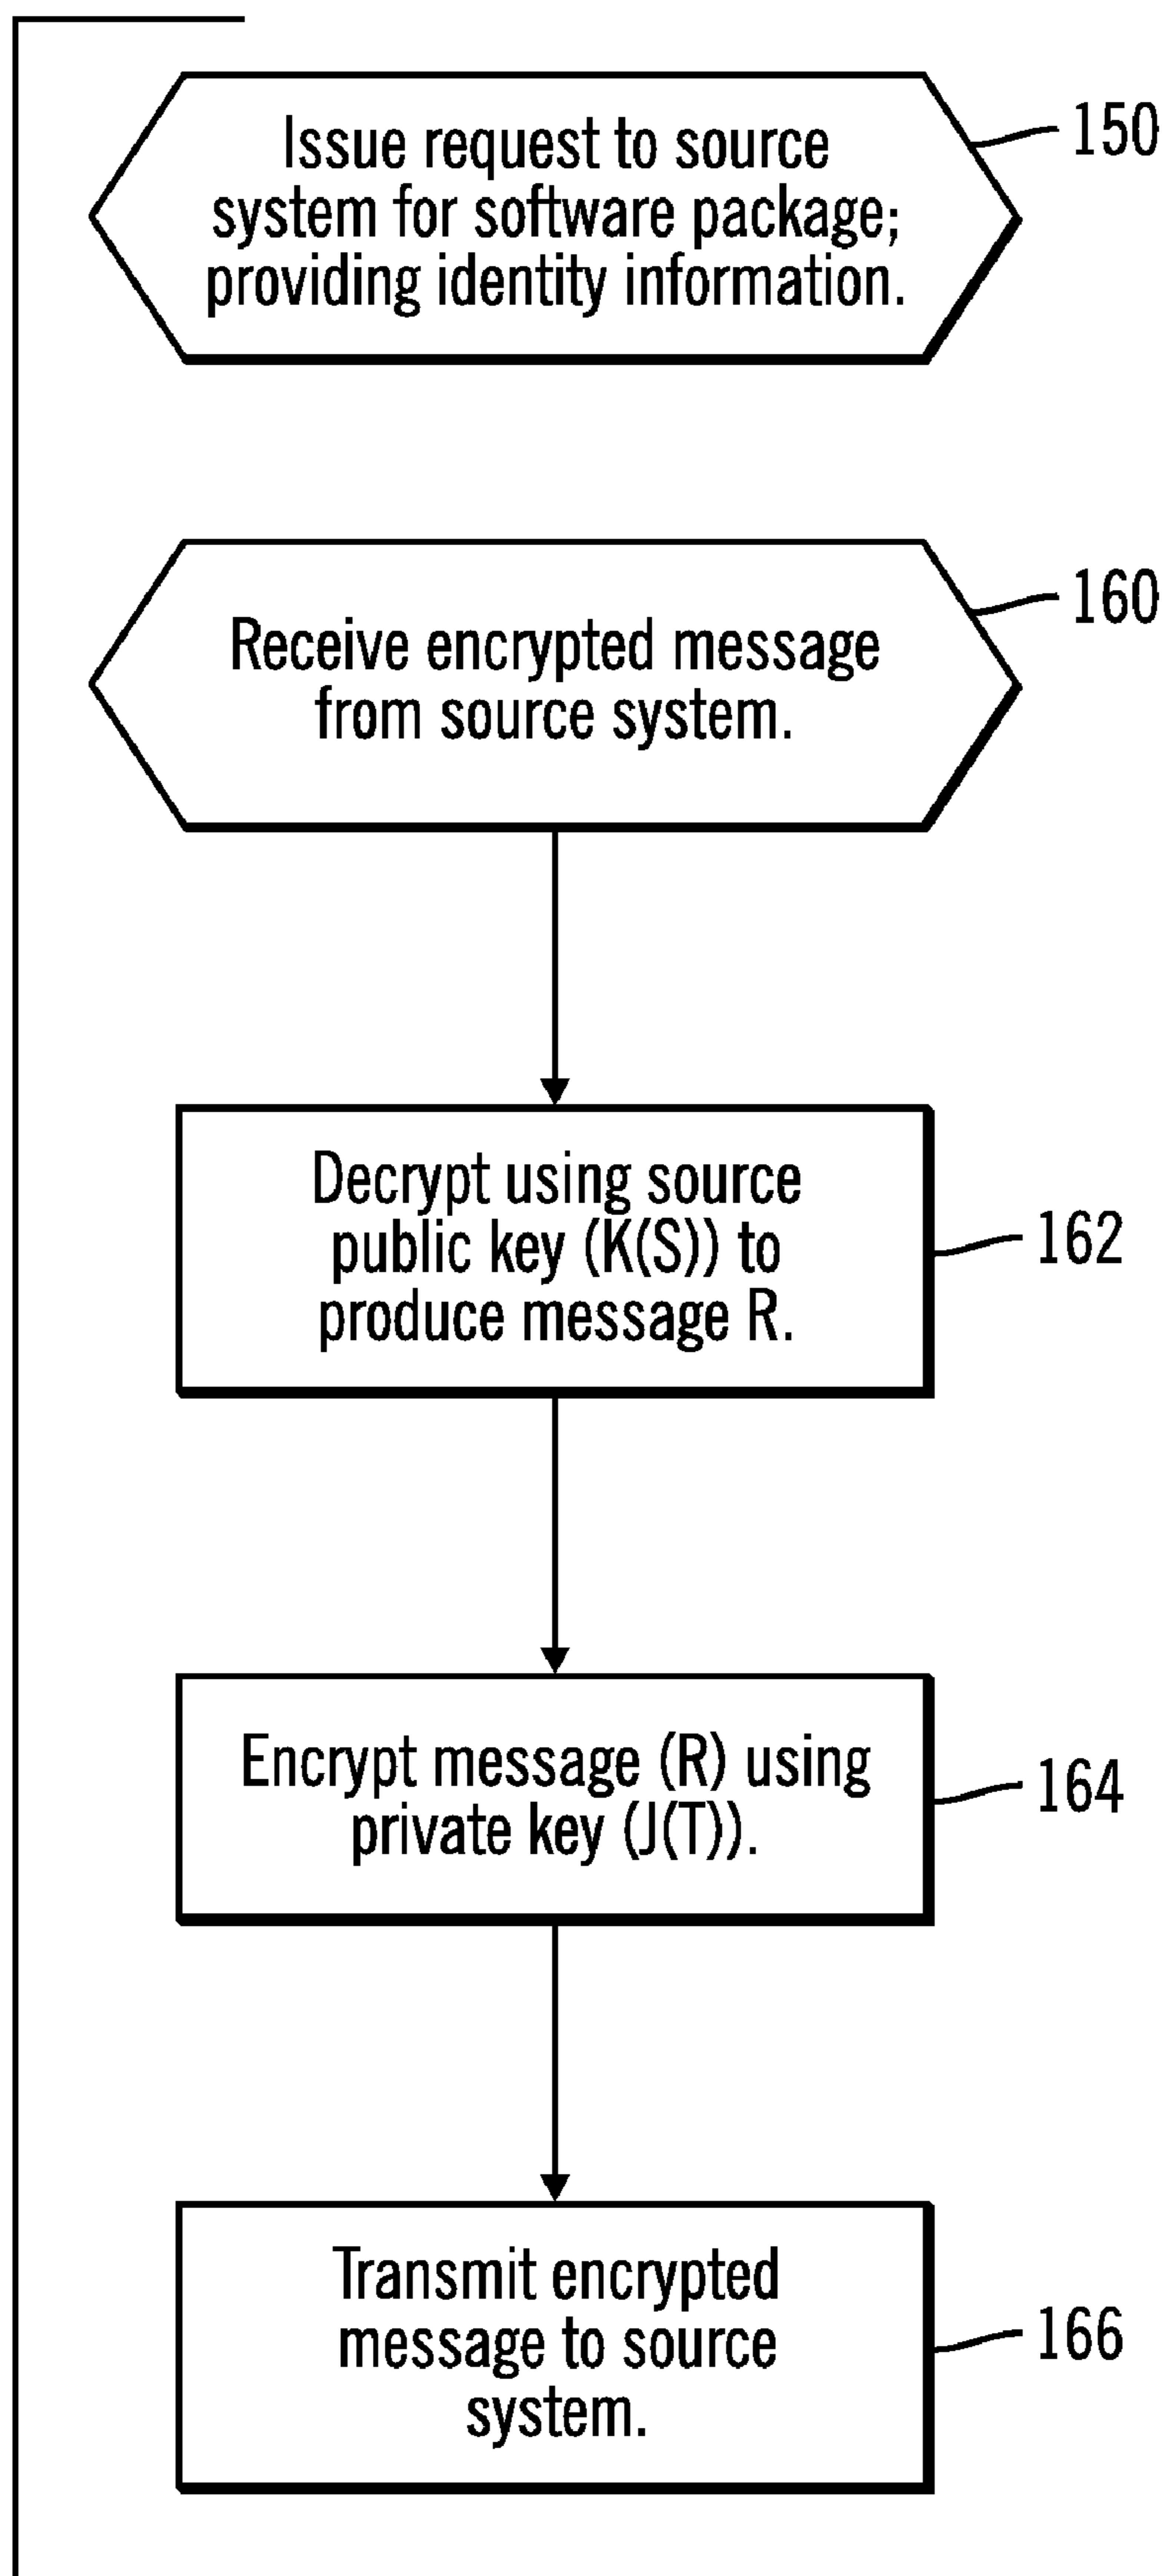 Issue request to source
system for software package;
providing identity information.
150
Receive encrypted message
from source system.
160
Decrypt using source
public key (K(S)) to
produce message R.
162
Encrypt message (R) using
private key (J(T)).
164
Transmit encrypted
message to source
system.
166